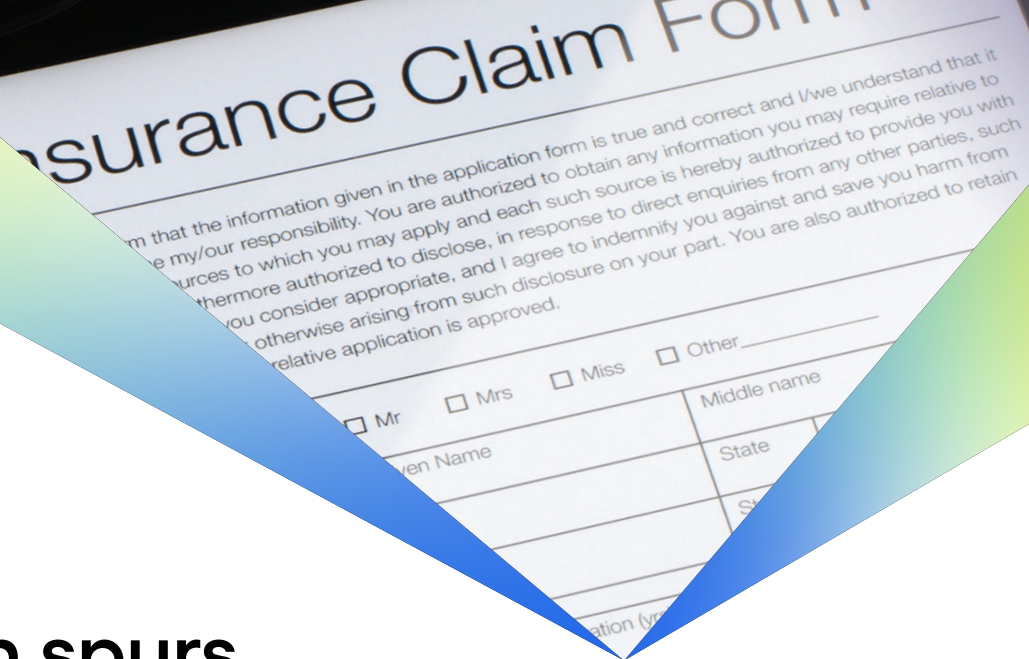 nsurance Claim Form
m that the information given in the application form is true and correct and I/we understand that it
e my/our responsibility. You are authorized to obtain any information you may require relative to
urces to which you may apply and each such source is hereby authorized to provide you with
thermore authorized to disclose, in response to direct enquiries from any other parties, such
you consider appropriate, and I agree to indemnify you against and save you harm from
otherwise arising from such disclosure on your part. You are also authorized to retain
relative application is approved.
Mr Mrs Miss Other
ven Name Middle name
State
ation (yrs
spurs